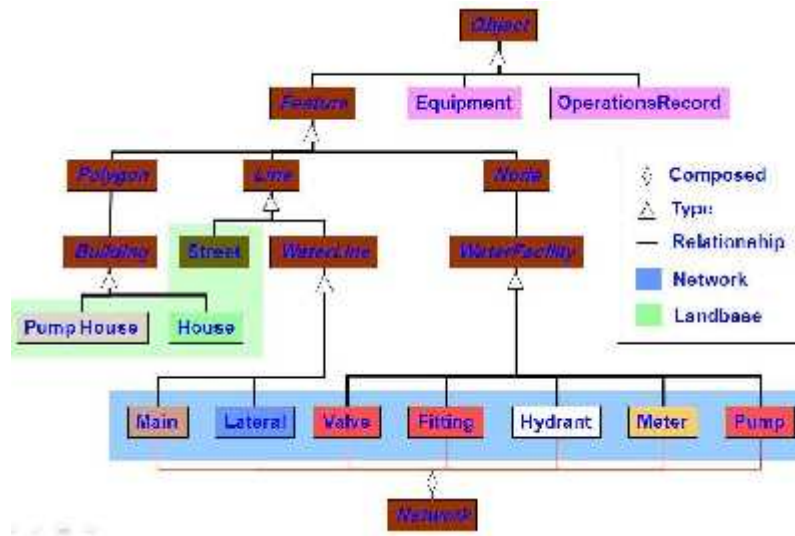 Object
Feature Equipment OperationsRecord
Polygon Line Node
Composed
Type
Building Street WaterLine WaterFacility Relationship
Network
Pump House House Landbase
Main Lateral Valve Fitting Hydrant Meter Pump
Network